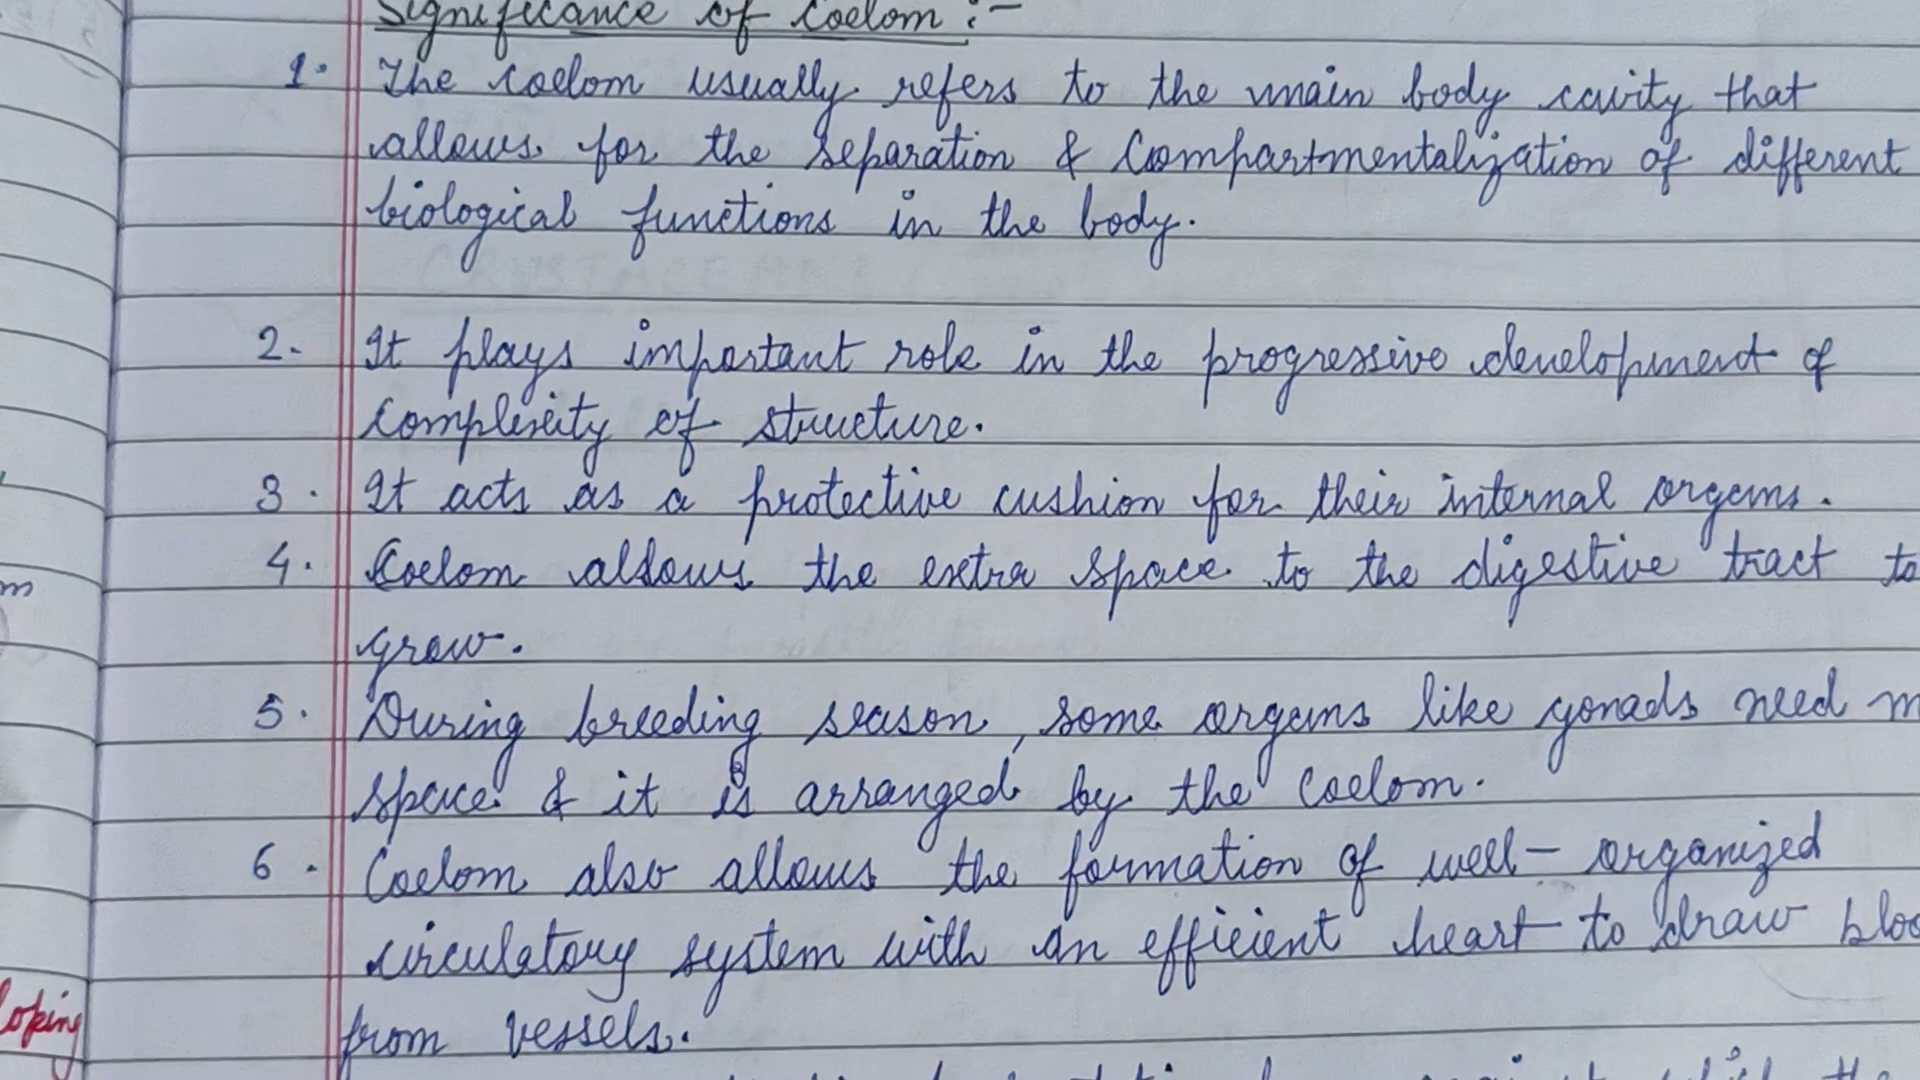 Significance of Coelom :-
1. The coelom usually refers to the main body cavity that
allows for the separation & Compartmentalization of different
biological functions in the body.
2. It plays important role in the progressive development of
complexity of structure.
3. It acts as a protective cushion for their internal organs.
4. Coelom allows the extra space to the digestive tract to
grow.
5. During breeding season, some organs like gonads need
space & it is arranged by the coelom.
6. Coelom also allows the formation of well-organized
circulatory system with an efficient heart to draw
from vessels.